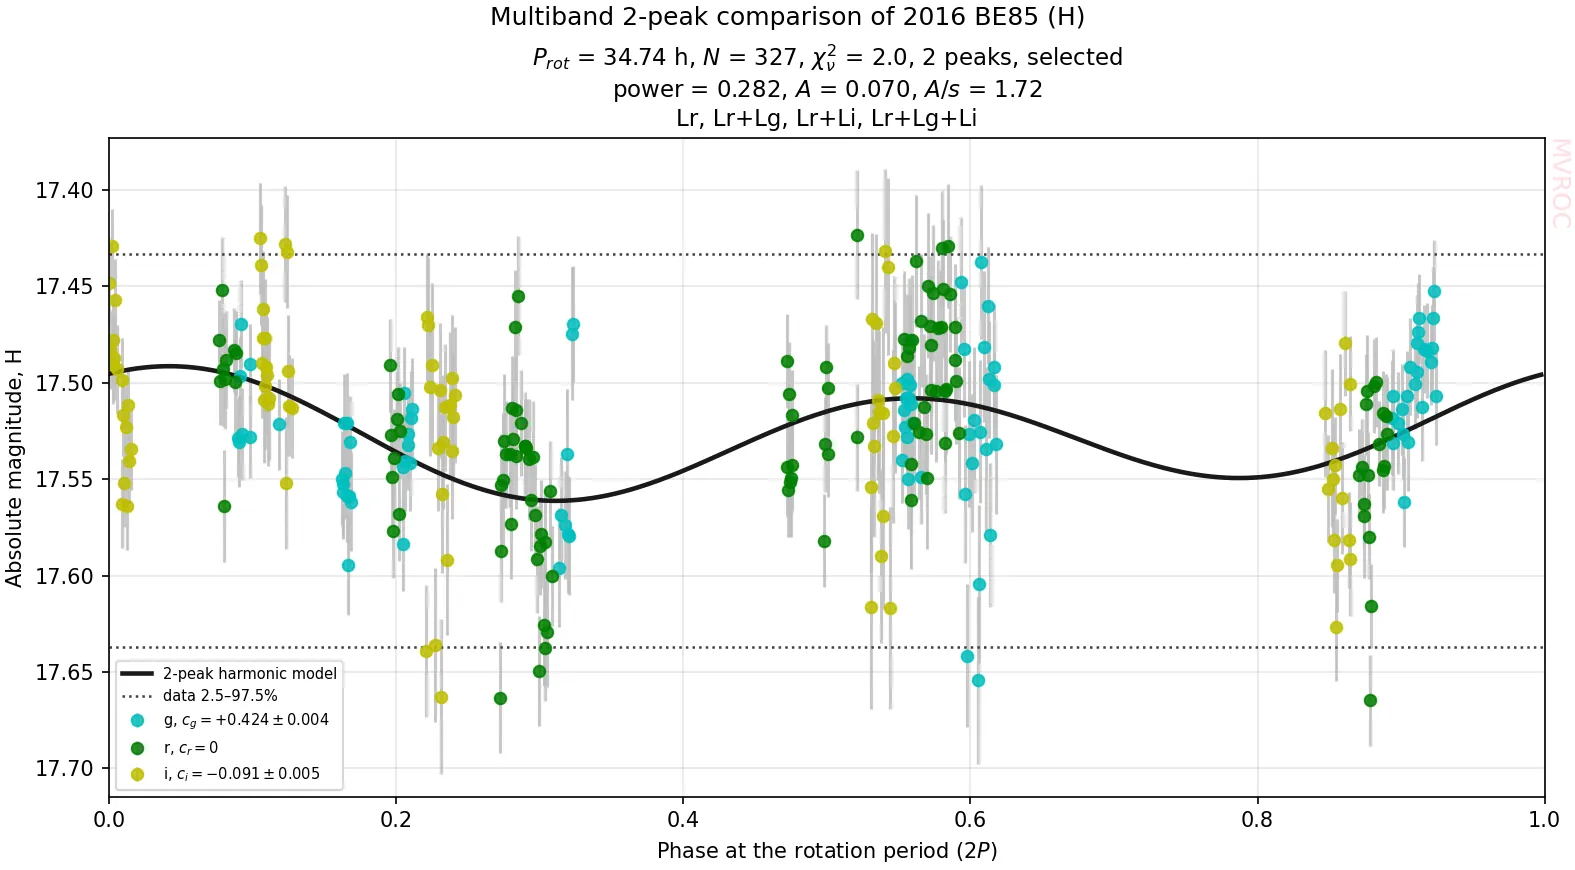 Multiband 2-peak comparison of 2016 BE85 (H)
P_rot = 34.74 h, N = 327, χ²_ν = 2.0, 2 peaks, selected
power = 0.282, A = 0.070, A/s = 1.72
Lr, Lr+Lg, Lr+Li, Lr+Lg+Li
MVROC
Absolute magnitude, H
17.40
17.45
17.50
17.55
17.60
17.65
17.70
2-peak harmonic model
data 2.5–97.5%
g, c_g = +0.424 ± 0.004
r, c_r = 0
i, c_i = −0.091 ± 0.005
0.0 0.2 0.4 0.6 0.8 1.0
Phase at the rotation period (2P)